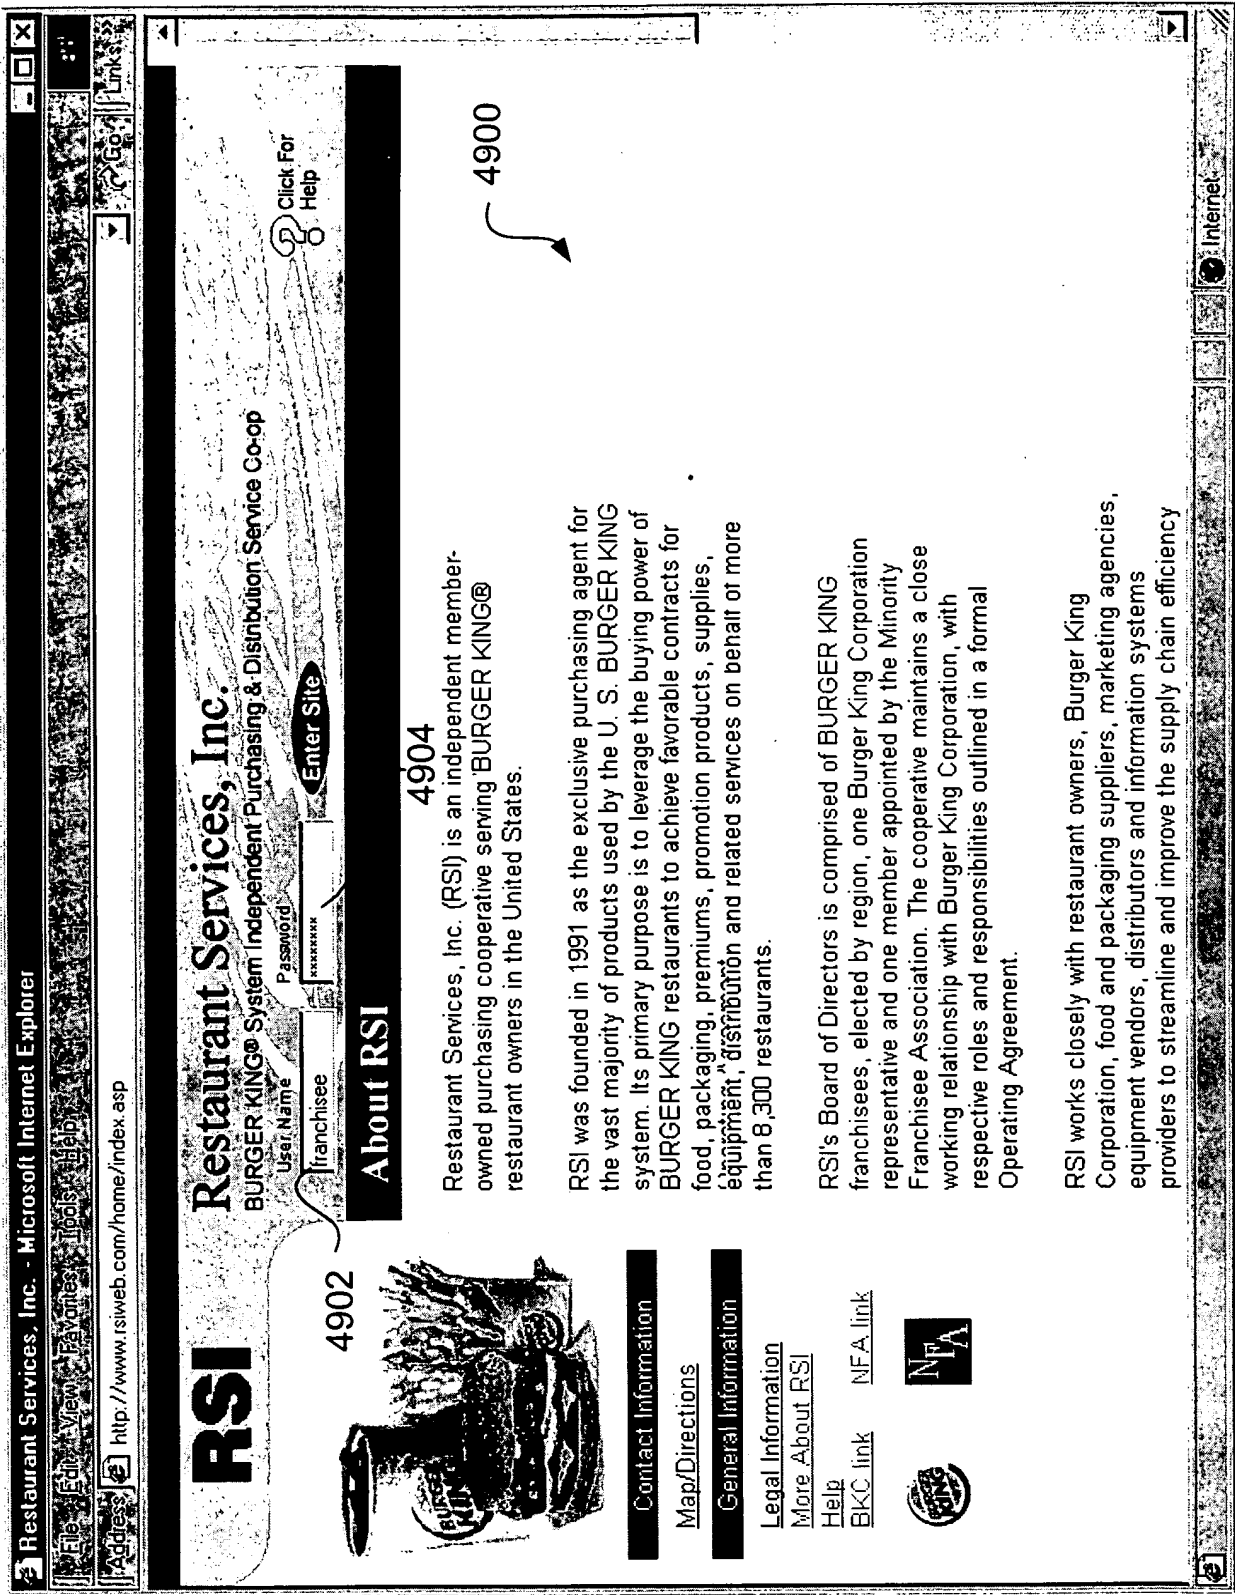 Restaurant Services, Inc. - Microsoft Internet Explorer
File Edit View Favorites Tools Help
Address http://www.rsiweb.com/home/index.asp Go Links »
RSI
Restaurant Services, Inc.
BURGER KING® System Independent Purchasing & Distribution Service Co-op
User Name Password
franchisee ******** Enter Site
Click For
Help
About RSI
4902
4904
4900
Restaurant Services, Inc. (RSI) is an independent member-
owned purchasing cooperative serving BURGER KING®
restaurant owners in the United States.
RSI was founded in 1991 as the exclusive purchasing agent for
the vast majority of products used by the U. S. BURGER KING
system. Its primary purpose is to leverage the buying power of
BURGER KING restaurants to achieve favorable contracts for
food, packaging, premiums, promotion products, supplies,
equipment, distribution and related services on behalf of more
than 8,300 restaurants.
RSI's Board of Directors is comprised of BURGER KING
franchisees, elected by region, one Burger King Corporation
representative and one member appointed by the Minority
Franchisee Association. The cooperative maintains a close
working relationship with Burger King Corporation, with
respective roles and responsibilities outlined in a formal
Operating Agreement.
RSI works closely with restaurant owners, Burger King
Corporation, food and packaging suppliers, marketing agencies,
equipment vendors, distributors and information systems
providers to streamline and improve the supply chain efficiency
BURGER
KING
Contact Information
Map/Directions
General Information
Legal Information
More About RSI
Help
BKC link NFA link
BURGER
KING
NFA
Internet